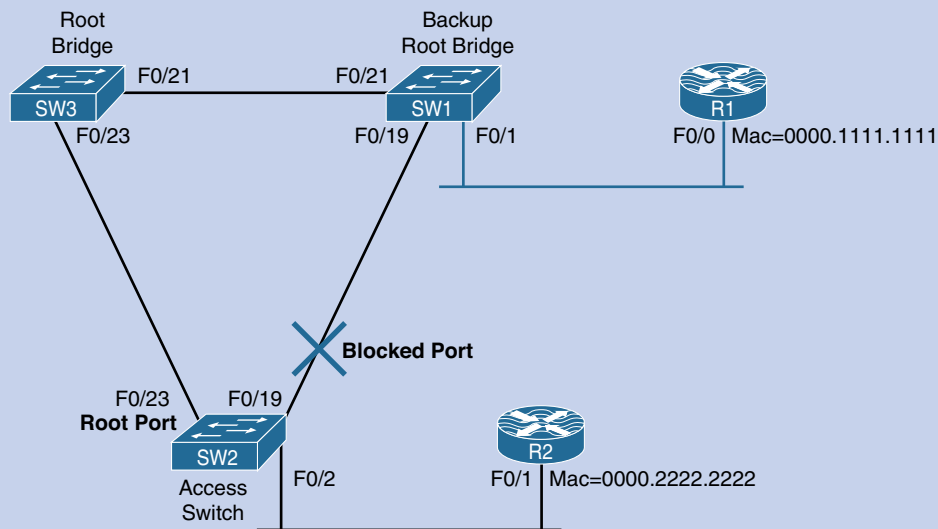 Root
Bridge
Backup
Root Bridge
F0/21
F0/21
SW3
SW1
R1
F0/23
F0/19
F0/1
F0/0
Mac=0000.1111.1111
Blocked Port
F0/23
F0/19
Root Port
SW2
R2
F0/2
F0/1
Mac=0000.2222.2222
Access
Switch